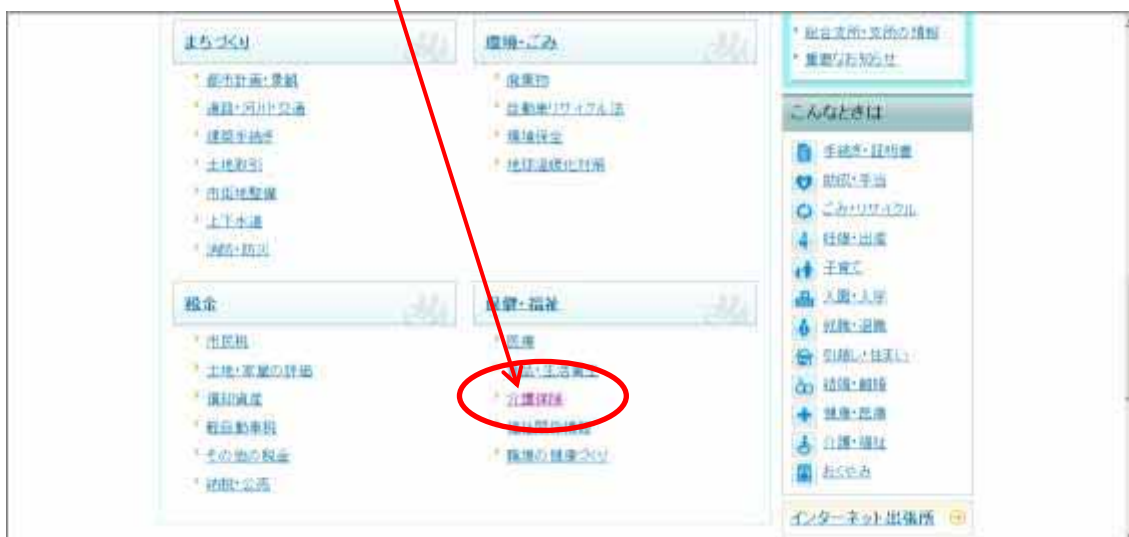 まちづくり
都市計画・景観
道路・河川・交通
建築手続き
土地取引
市街地整備
上下水道
消防・防災
環境・ごみ
廃棄物
自動車リサイクル法
環境保全
地球温暖化対策
税金
市民税
土地・家屋の評価
償却資産
軽自動車税
その他の税金
納税・公売
保健・福祉
医療
介護保険
福祉関係情報
職場の健康づくり
総合支所・支所の情報
重要なお知らせ
こんなときは
手続き・証明書
助成・手当
ごみ・リサイクル
妊娠・出産
子育て
入園・入学
就職・退職
引越し・住まい
結婚・離婚
健康・医療
介護・福祉
おくやみ
インターネット出張所